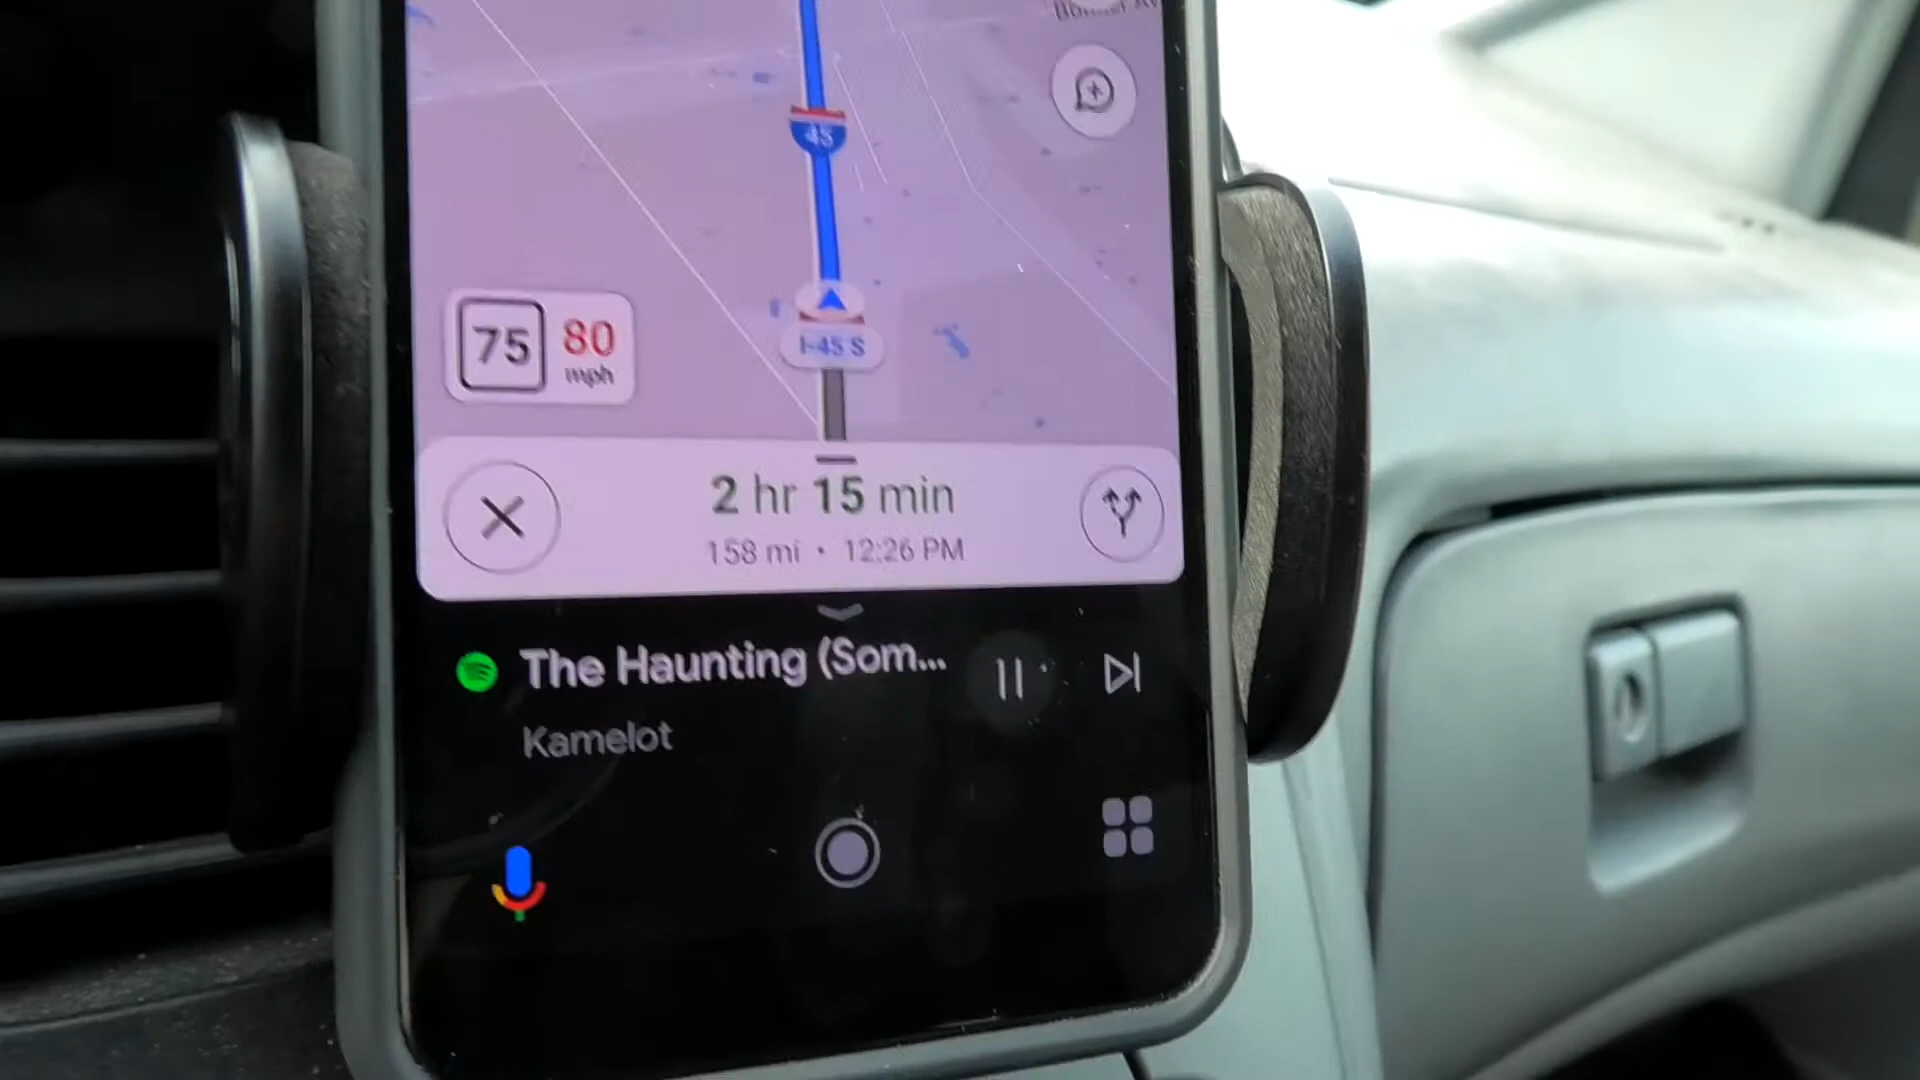 45
I-45 S
75
80
mph
2 hr 15 min
158 mi · 12:26 PM
The Haunting (Som...
Kamelot